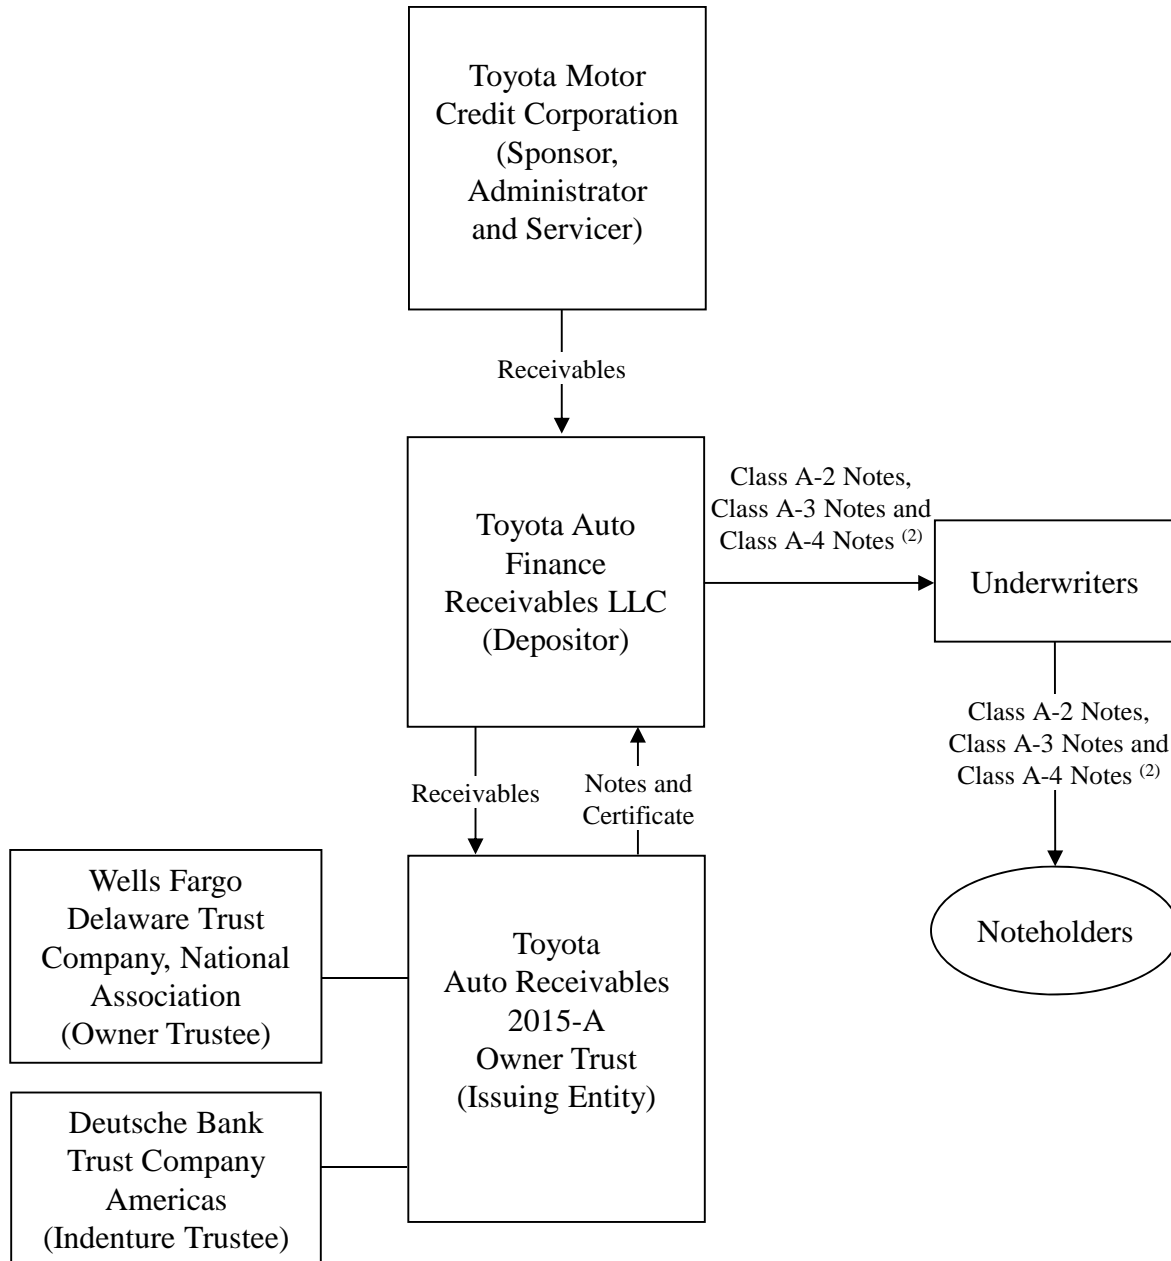 Toyota Motor
Credit Corporation
(Sponsor,
Administrator
and Servicer)
Receivables
Toyota Auto
Finance
Receivables LLC
(Depositor)
Class A-2 Notes,
Class A-3 Notes and
Class A-4 Notes (2)
Underwriters
Class A-2 Notes,
Class A-3 Notes and
Class A-4 Notes (2)
Noteholders
Receivables
Notes and
Certificate
Wells Fargo
Delaware Trust
Company, National
Association
(Owner Trustee)
Toyota
Auto Receivables
2015-A
Owner Trust
(Issuing Entity)
Deutsche Bank
Trust Company
Americas
(Indenture Trustee)